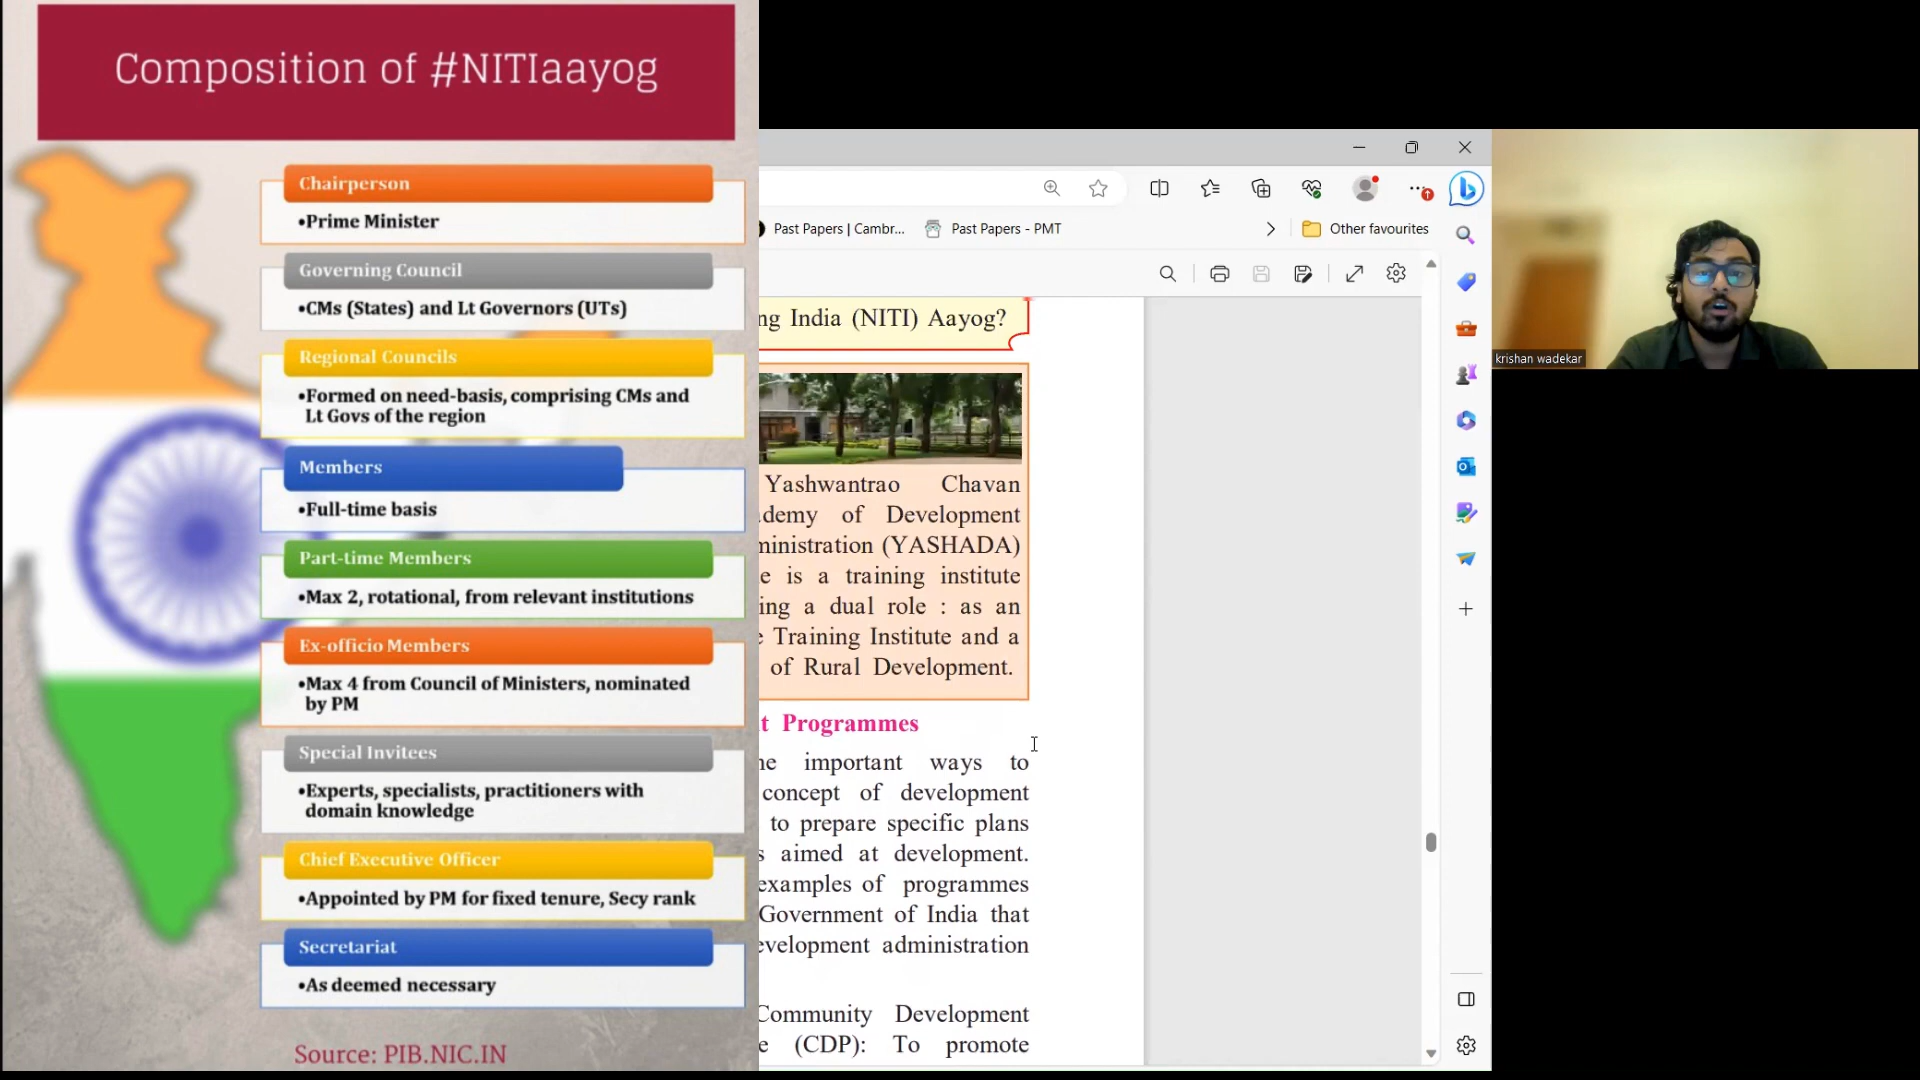 Composition of #NITIaayog
Chairperson
•Prime Minister
Governing Council
•CMs (States) and Lt Governors (UTs)
Regional Councils
•Formed on need-basis, comprising CMs and
Lt Govs of the region
Members
•Full-time basis
Part-time Members
•Max 2, rotational, from relevant institutions
Ex-officio Members
•Max 4 from Council of Ministers, nominated
by PM
Special Invitees
•Experts, specialists, practitioners with
domain knowledge
Chief Executive Officer
•Appointed by PM for fixed tenure, Secy rank
Secretariat
•As deemed necessary
Source: PIB.NIC.IN
Past Papers | Cambr...
Past Papers - PMT
Other favourites
ng India (NITI) Aayog?
Yashwantrao Chavan
demy of Development
ministration (YASHADA)
e is a training institute
ing a dual role : as an
e Training Institute and a
of Rural Development.
t Programmes
he important ways to
concept of development
to prepare specific plans
s aimed at development.
examples of programmes
Government of India that
evelopment administration
Community Development
e (CDP): To promote
krishan wadekar